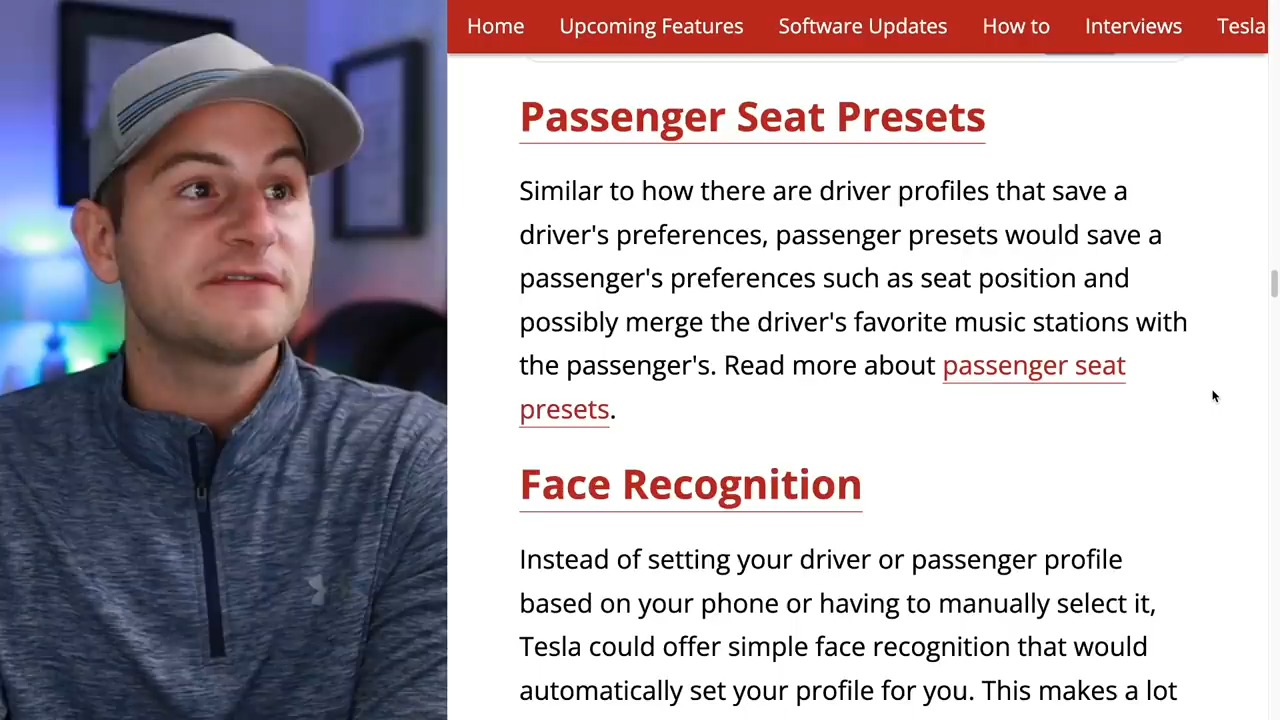 Home Upcoming Features Software Updates How to Interviews Tesla
Passenger Seat Presets
Similar to how there are driver profiles that save a
driver's preferences, passenger presets would save a
passenger's preferences such as seat position and
possibly merge the driver's favorite music stations with
the passenger's. Read more about passenger seat
presets.
Face Recognition
Instead of setting your driver or passenger profile
based on your phone or having to manually select it,
Tesla could offer simple face recognition that would
automatically set your profile for you. This makes a lot